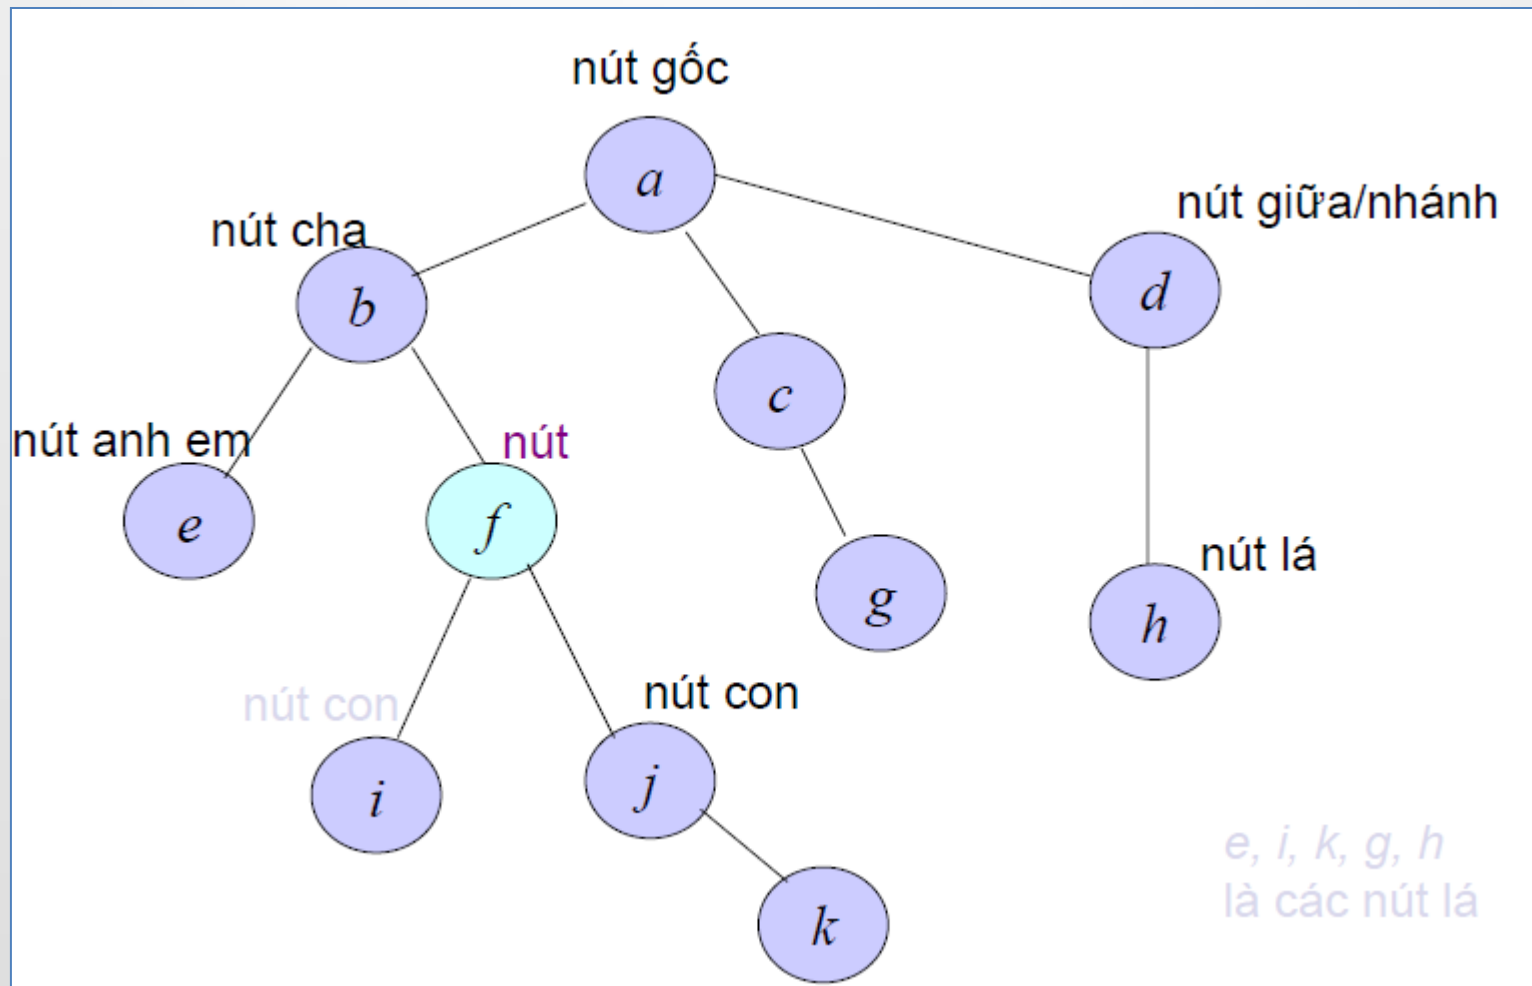 nút gốc
a
nút giữa/nhánh
nút cha
b
d
c
nút anh em
nút
e
f
nút lá
g
h
nút con
nút con
i
j
e, i, k, g, h
là các nút lá
k